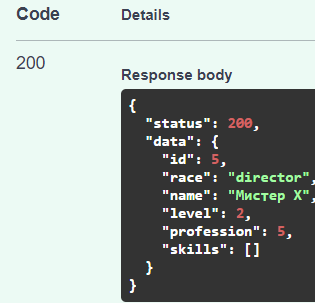 Code Details
200
Response body
{
"status": 200,
"data": {
"id": 5,
"race": "director",
"name": "Мистер X",
"level": 2,
"profession": 5,
"skills": []
}
}